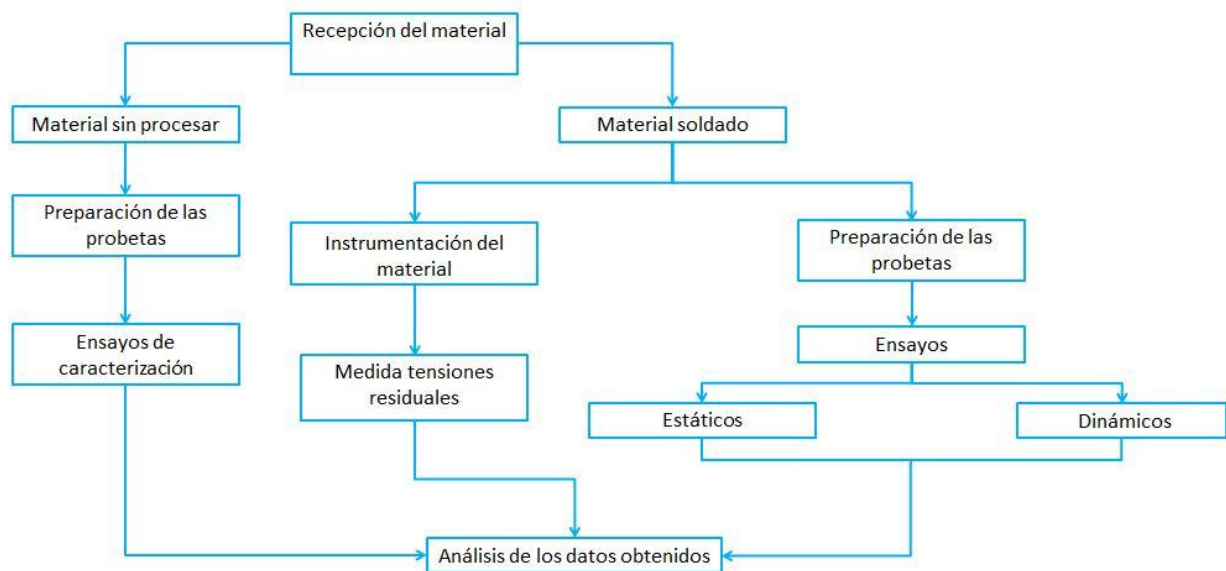 Recepción del material
Material sin procesar
Material soldado
Preparación de las
probetas
Instrumentación del
material
Preparación de las
probetas
Ensayos de
caracterización
Medida tensiones
residuales
Ensayos
Estáticos
Dinámicos
Análisis de los datos obtenidos